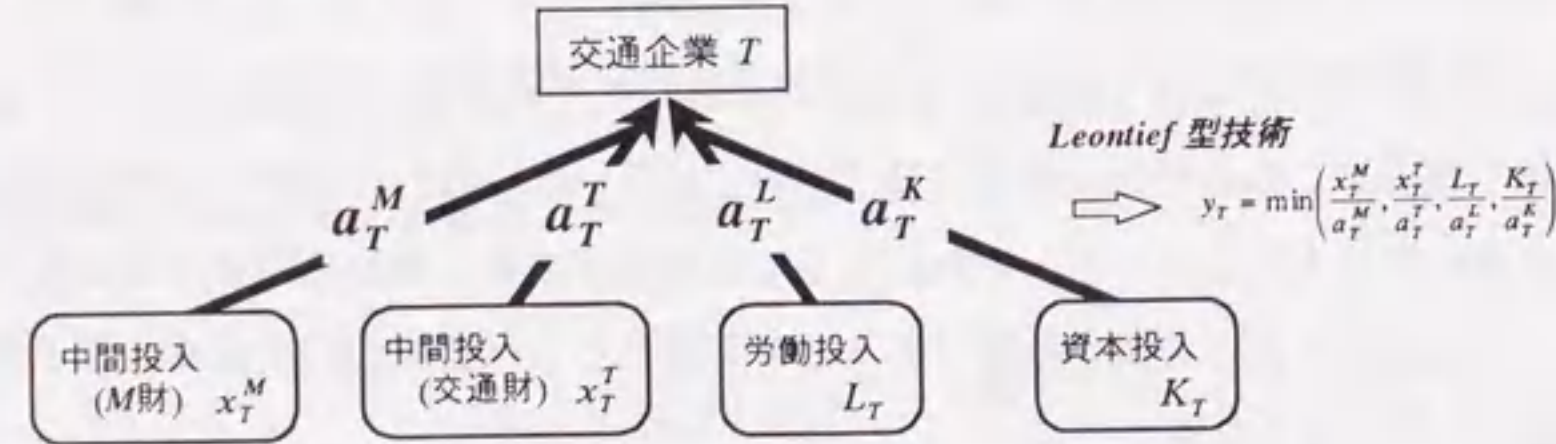 交通企業 T
Leontief 型技術
y_T = min(x_T^M/a_T^M, x_T^T/a_T^T, L_T/a_T^L, K_T/a_T^K)
a_T^M a_T^T a_T^L a_T^K
中間投入
(M財) x_T^M
中間投入
(交通財) x_T^T
労働投入
L_T
資本投入
K_T